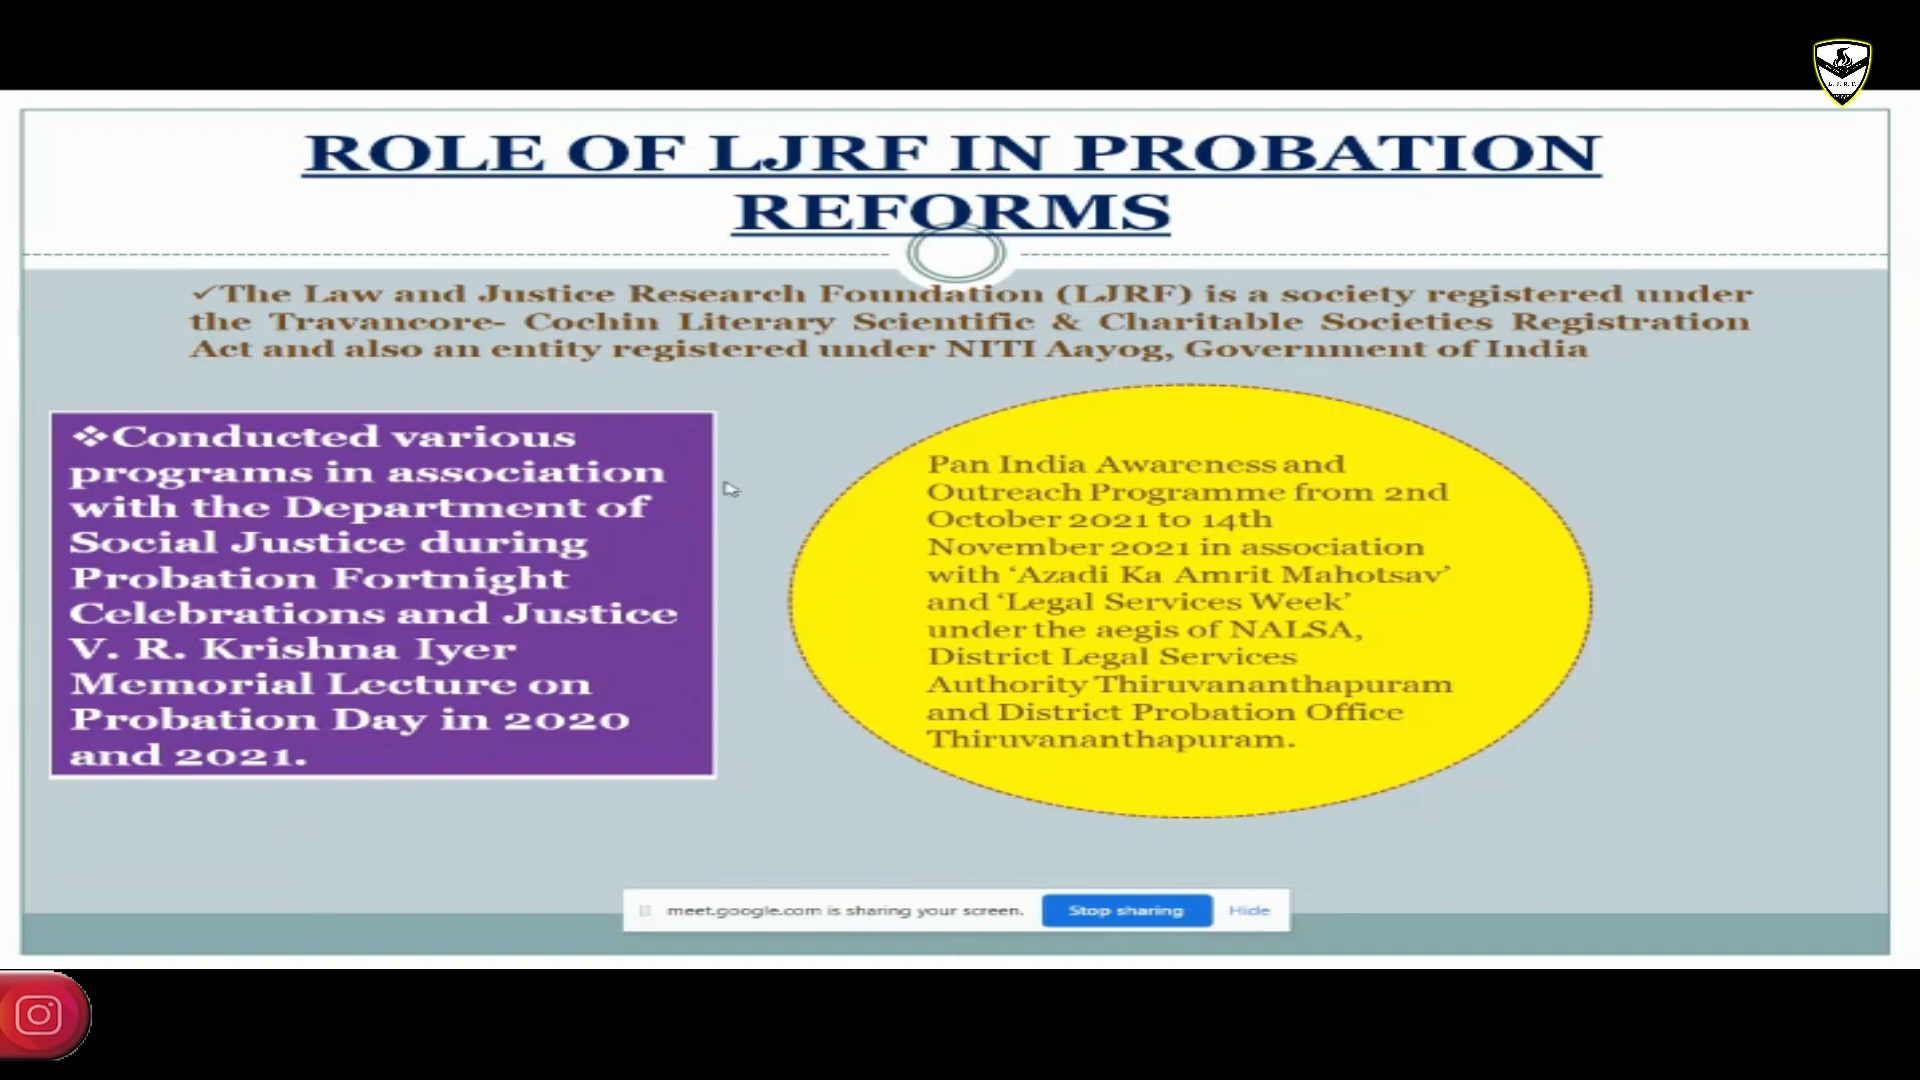 ROLE OF LJRF IN PROBATION
REFORMS
✓The Law and Justice Research Foundation (LJRF) is a society registered under
the Travancore- Cochin Literary Scientific & Charitable Societies Registration
Act and also an entity registered under NITI Aayog, Government of India
❖Conducted various
programs in association
with the Department of
Social Justice during
Probation Fortnight
Celebrations and Justice
V. R. Krishna Iyer
Memorial Lecture on
Probation Day in 2020
and 2021.
Pan India Awareness and
Outreach Programme from 2nd
October 2021 to 14th
November 2021 in association
with ‘Azadi Ka Amrit Mahotsav’
and ‘Legal Services Week’
under the aegis of NALSA,
District Legal Services
Authority Thiruvananthapuram
and District Probation Office
Thiruvananthapuram.
meet.google.com is sharing your screen. Stop sharing Hide